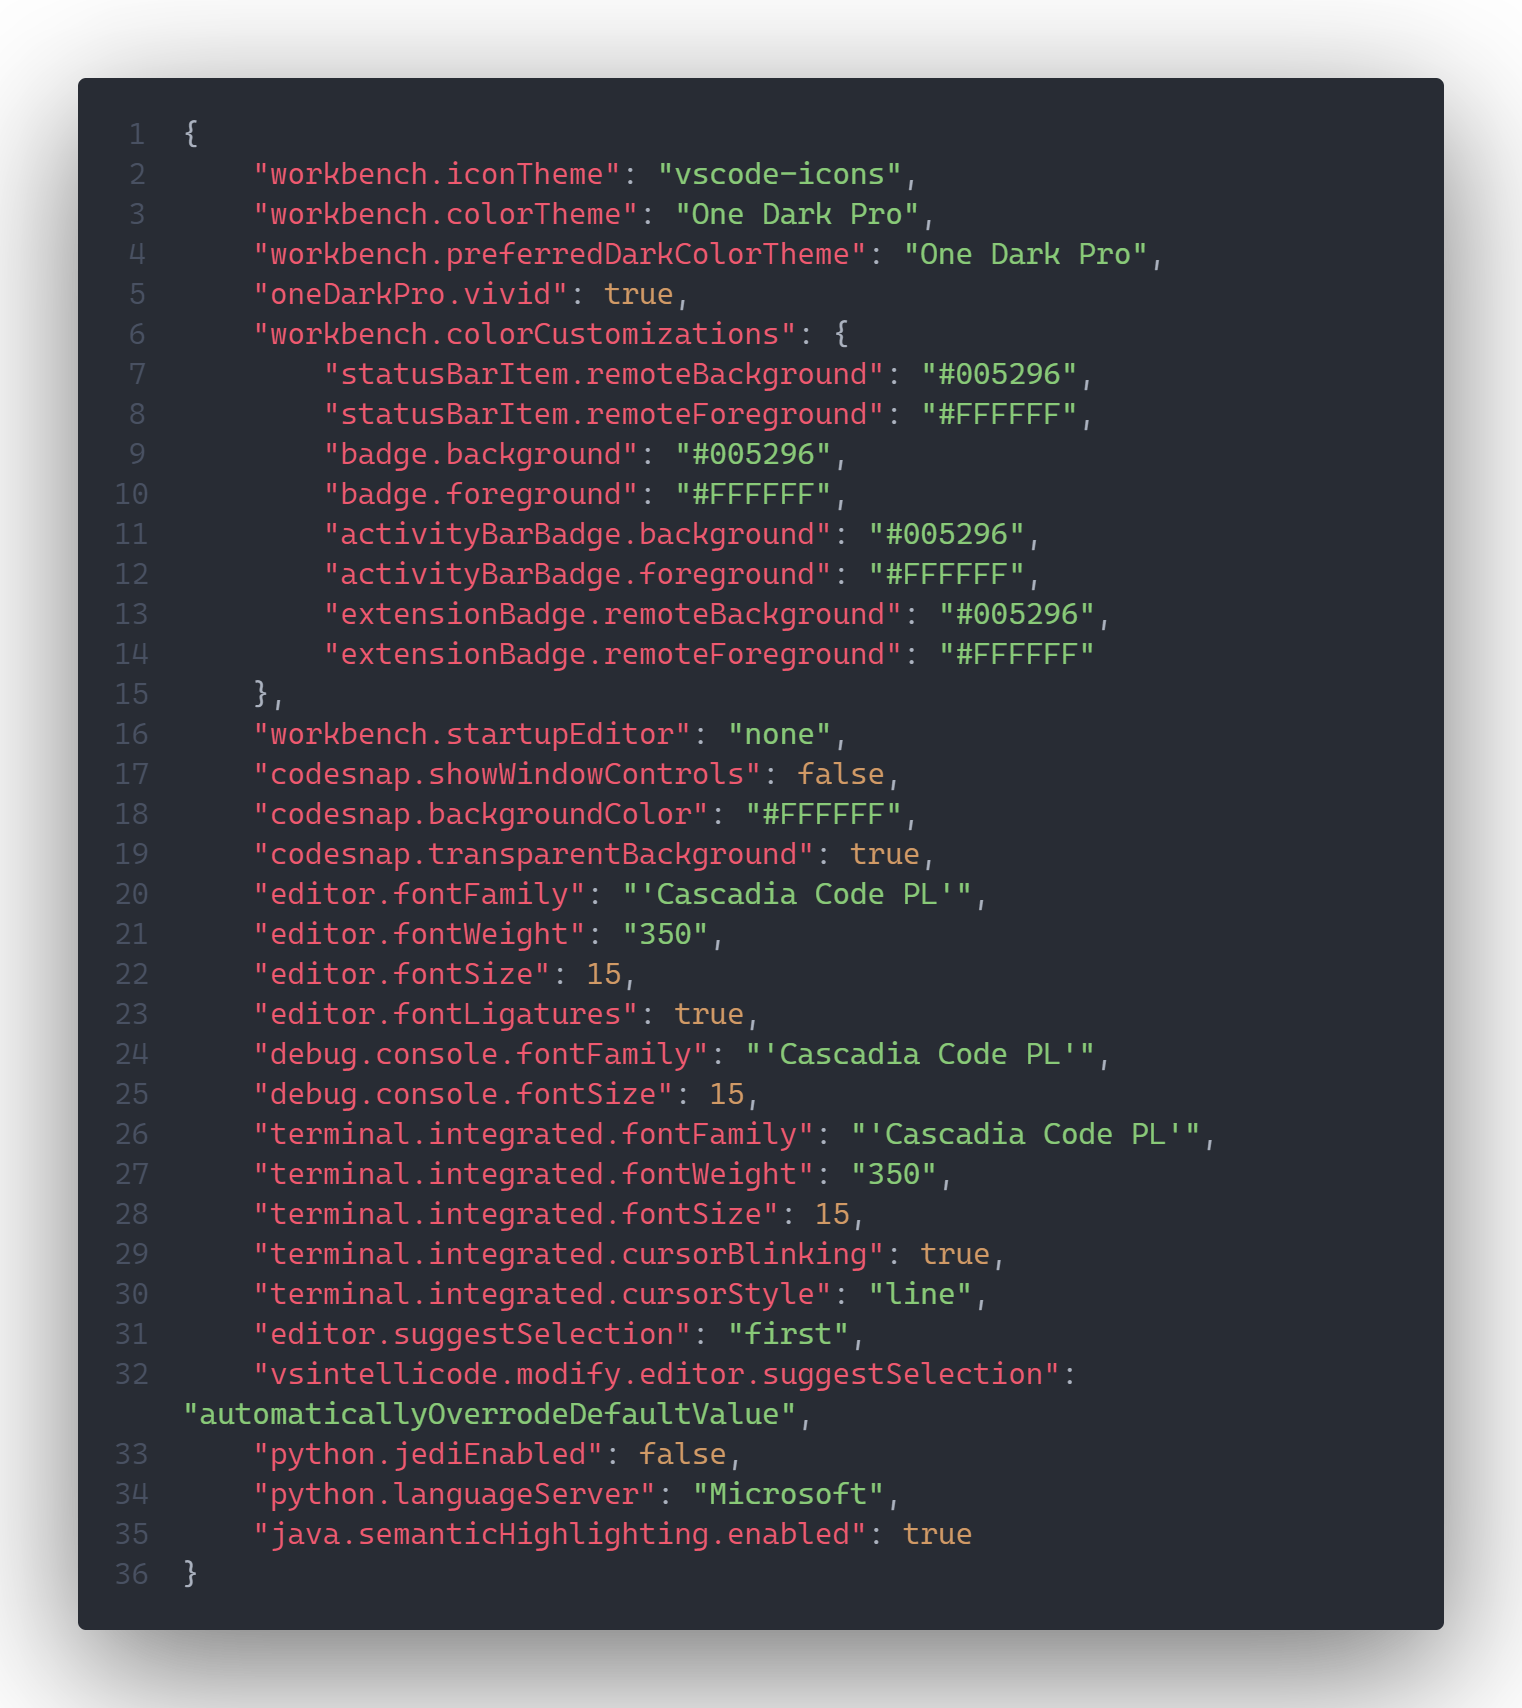 1 {
2     "workbench.iconTheme": "vscode-icons",
3     "workbench.colorTheme": "One Dark Pro",
4     "workbench.preferredDarkColorTheme": "One Dark Pro",
5     "oneDarkPro.vivid": true,
6     "workbench.colorCustomizations": {
7         "statusBarItem.remoteBackground": "#005296",
8         "statusBarItem.remoteForeground": "#FFFFFF",
9         "badge.background": "#005296",
10         "badge.foreground": "#FFFFFF",
11         "activityBarBadge.background": "#005296",
12         "activityBarBadge.foreground": "#FFFFFF",
13         "extensionBadge.remoteBackground": "#005296",
14         "extensionBadge.remoteForeground": "#FFFFFF"
15     },
16     "workbench.startupEditor": "none",
17     "codesnap.showWindowControls": false,
18     "codesnap.backgroundColor": "#FFFFFF",
19     "codesnap.transparentBackground": true,
20     "editor.fontFamily": "'Cascadia Code PL'",
21     "editor.fontWeight": "350",
22     "editor.fontSize": 15,
23     "editor.fontLigatures": true,
24     "debug.console.fontFamily": "'Cascadia Code PL'",
25     "debug.console.fontSize": 15,
26     "terminal.integrated.fontFamily": "'Cascadia Code PL'",
27     "terminal.integrated.fontWeight": "350",
28     "terminal.integrated.fontSize": 15,
29     "terminal.integrated.cursorBlinking": true,
30     "terminal.integrated.cursorStyle": "line",
31     "editor.suggestSelection": "first",
32     "vsintellicode.modify.editor.suggestSelection":
"automaticallyOverrodeDefaultValue",
33     "python.jediEnabled": false,
34     "python.languageServer": "Microsoft",
35     "java.semanticHighlighting.enabled": true
36 }